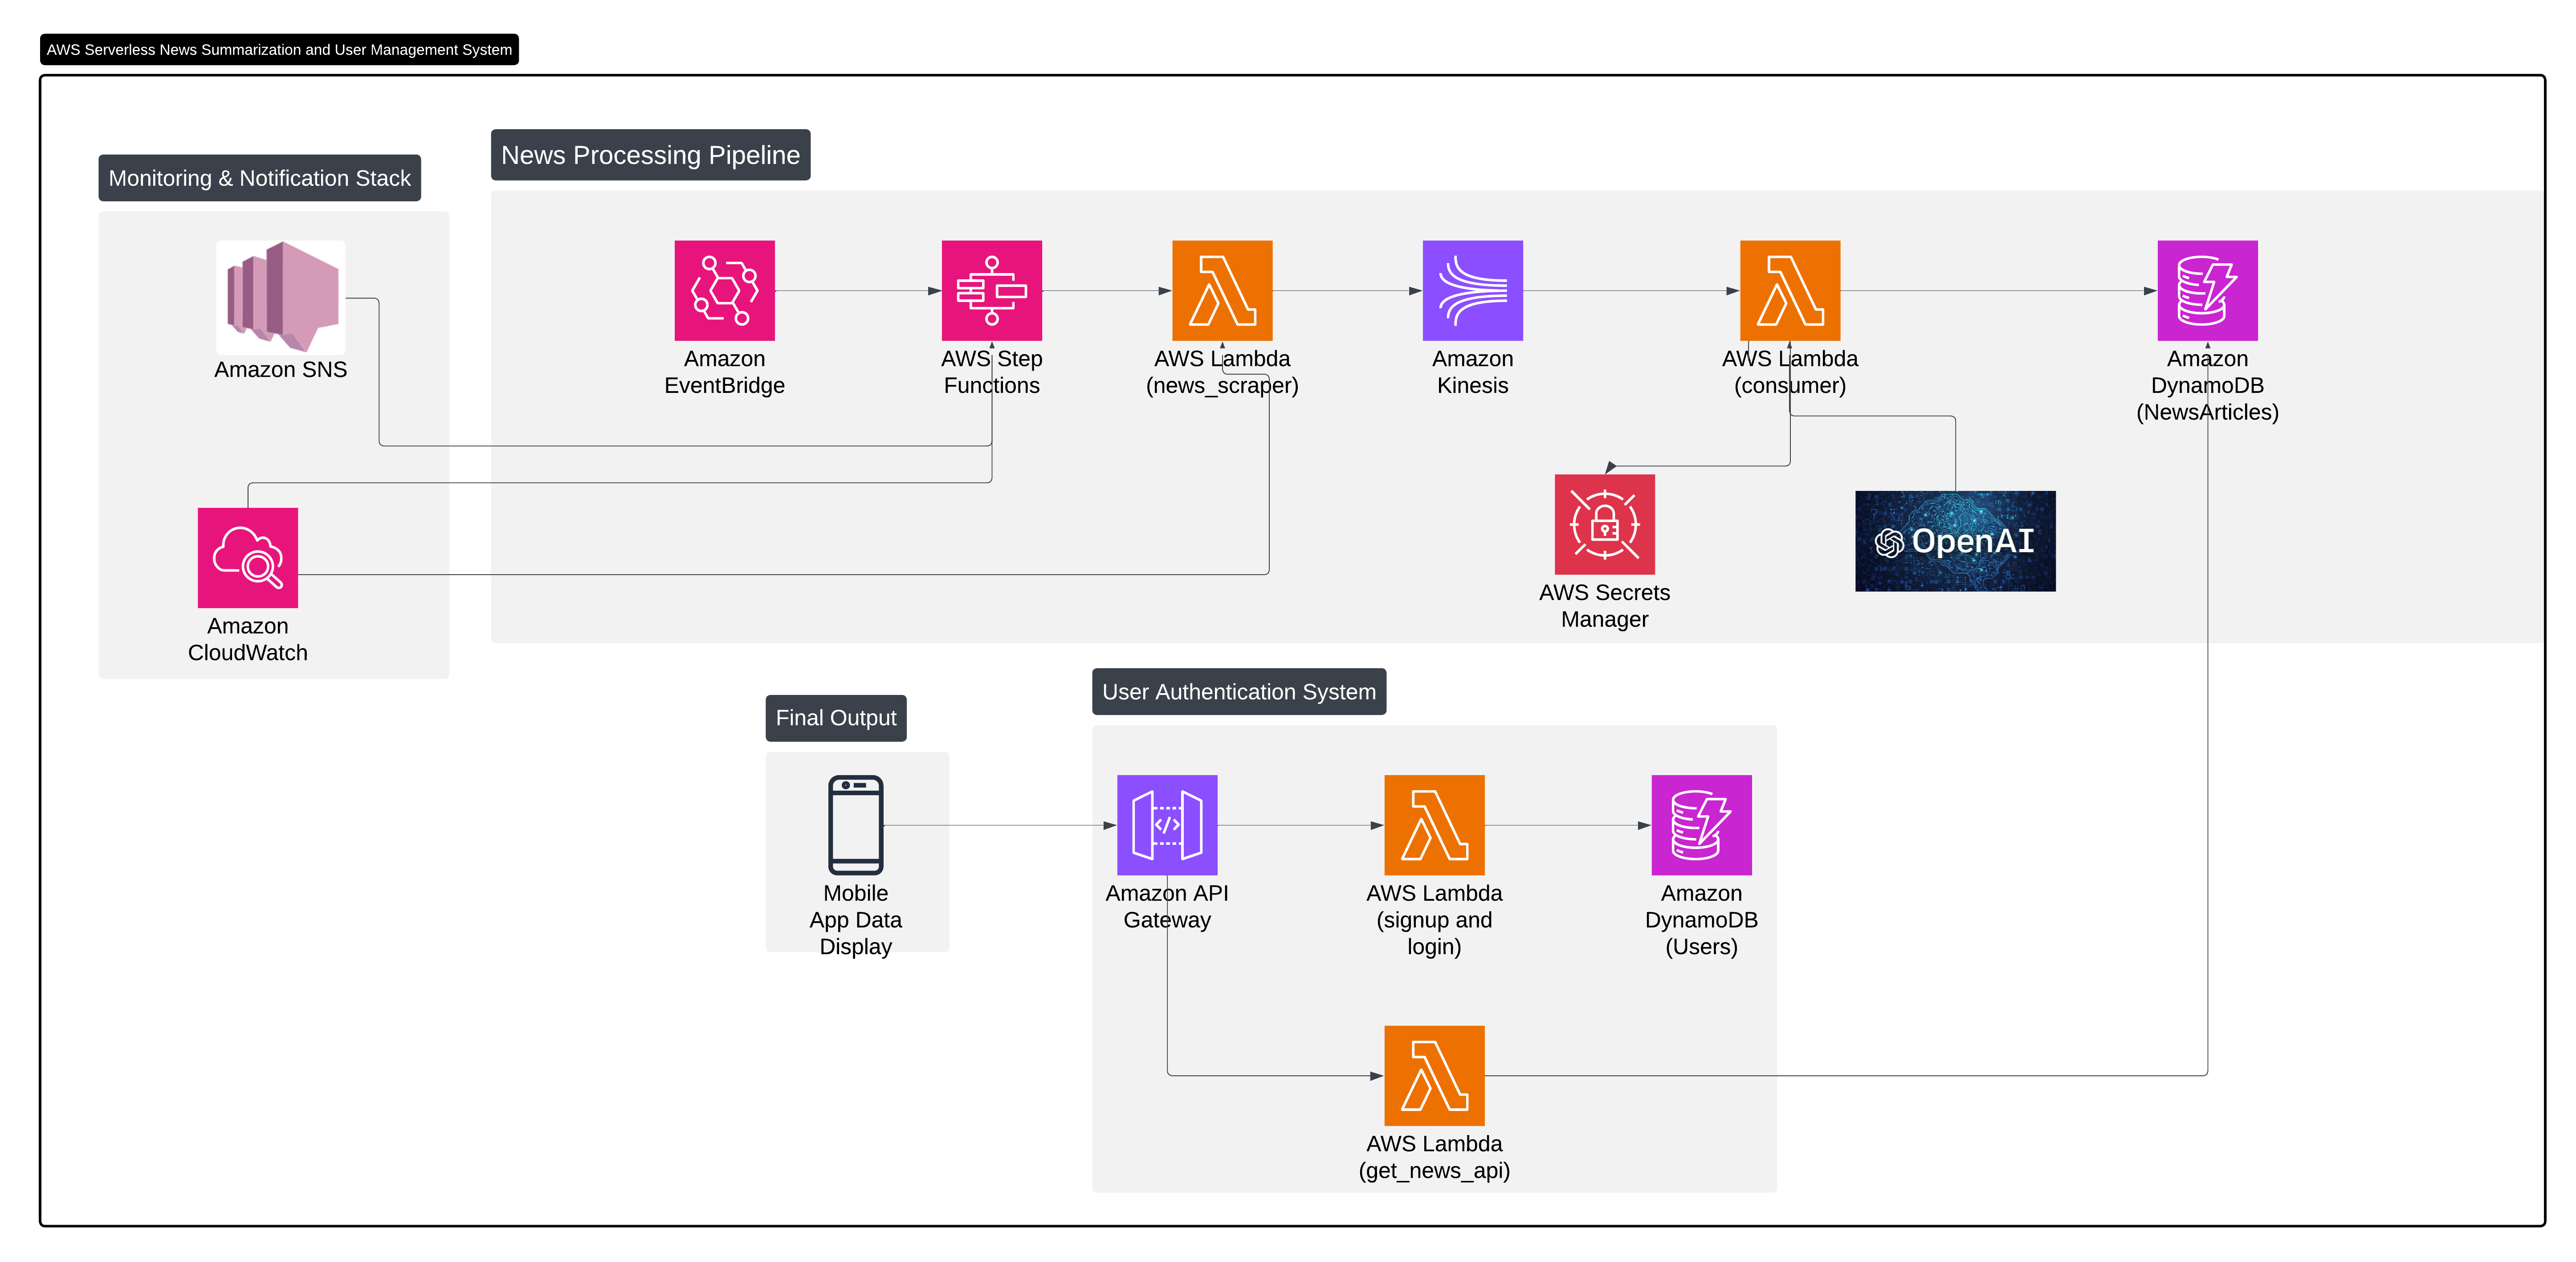 AWS Serverless News Summarization and User Management System
News Processing Pipeline
Monitoring & Notification Stack
Amazon SNS
Amazon
EventBridge
AWS Step
Functions
AWS Lambda
(news_scraper)
Amazon
Kinesis
AWS Lambda
(consumer)
Amazon
DynamoDB
(NewsArticles)
Amazon
CloudWatch
AWS Secrets
Manager
OpenAI
Final Output
User Authentication System
Mobile
App Data
Display
Amazon API
Gateway
AWS Lambda
(signup and
login)
Amazon
DynamoDB
(Users)
AWS Lambda
(get_news_api)